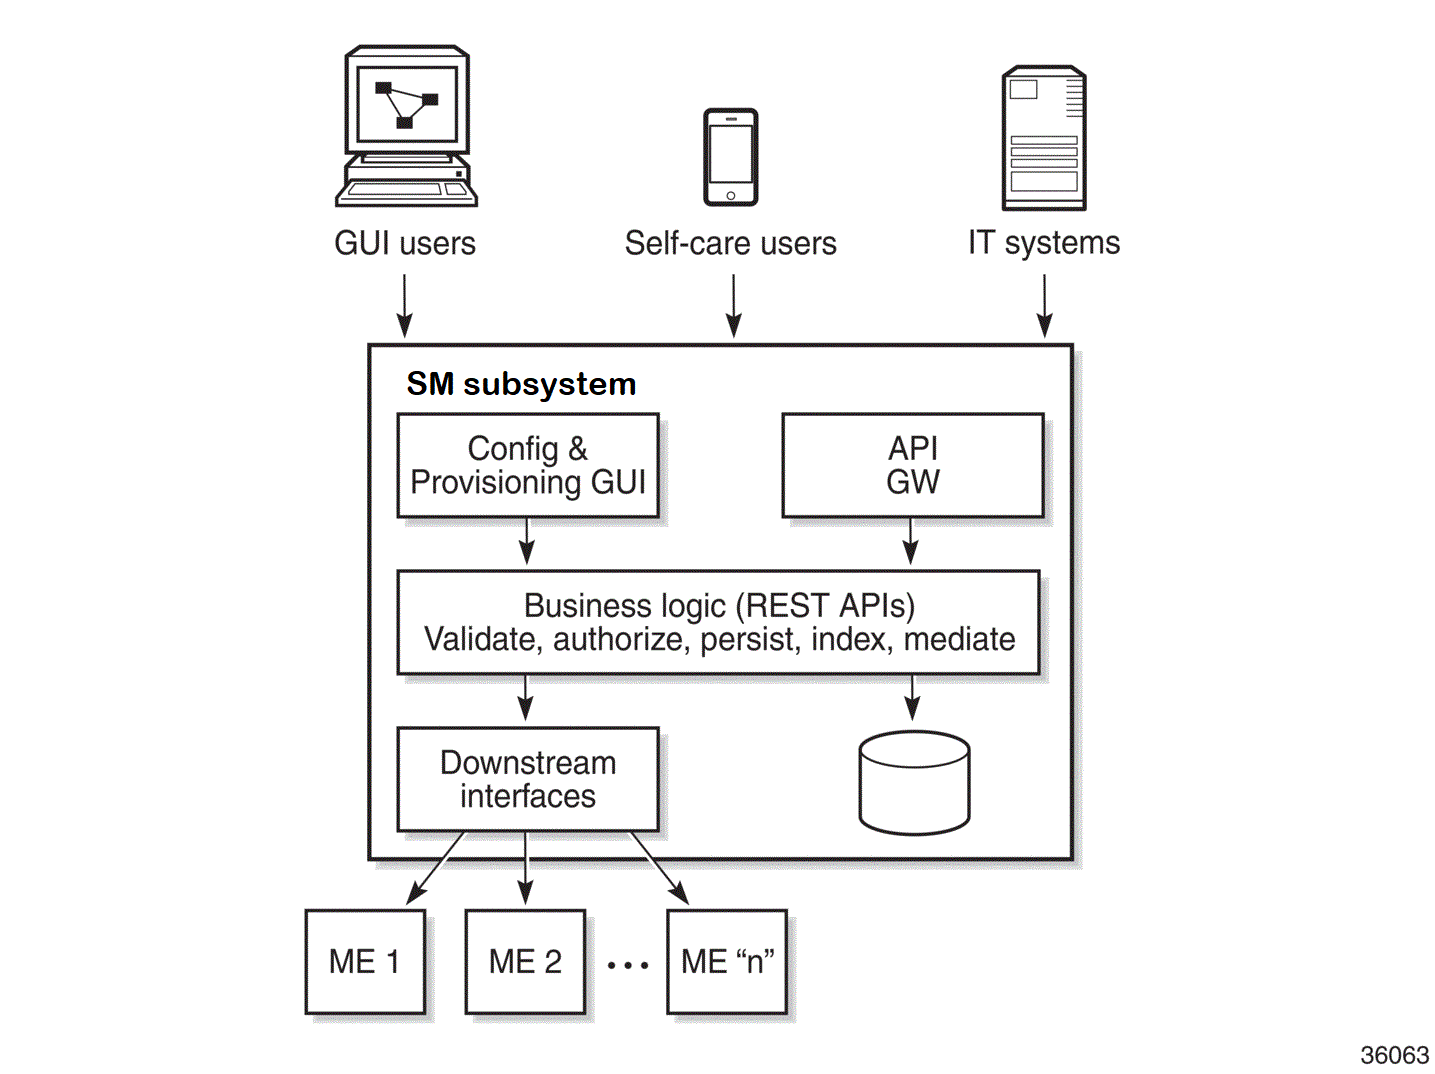 GUI users
Self-care users
IT systems
SM subsystem
Config &
Provisioning GUI
API
GW
Business logic (REST APIs)
Validate, authorize, persist, index, mediate
Downstream
interfaces
ME 1
ME 2
• • •
ME “n”
36063